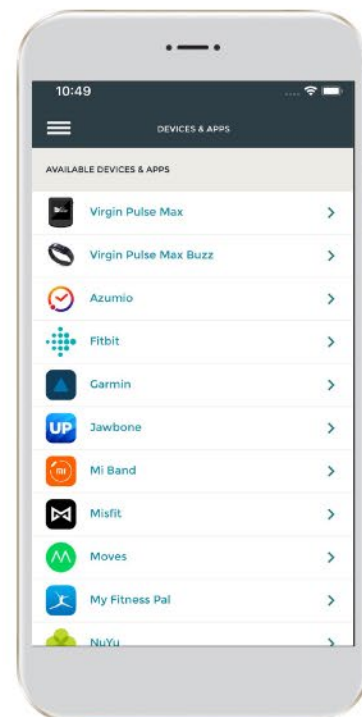 10:49
DEVICES & APPS
AVAILABLE DEVICES & APPS
Virgin Pulse Max
Virgin Pulse Max Buzz
Azumio
Fitbit
Garmin
UP Jawbone
mi Mi Band
Misfit
Moves
My Fitness Pal
NuYu